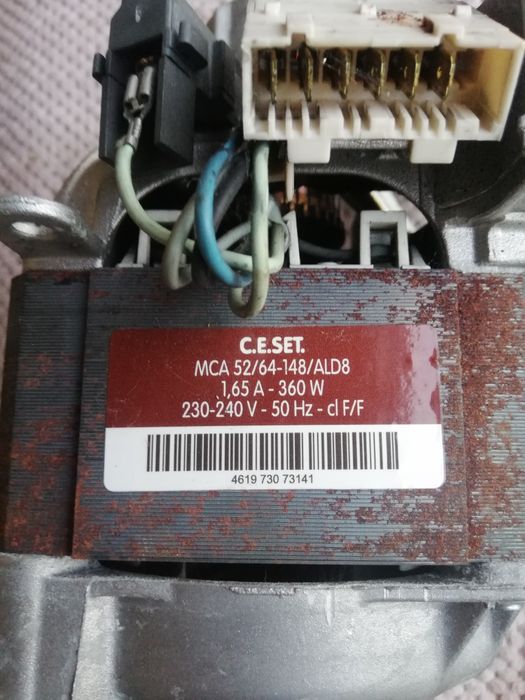 C.E.SET.
MCA 52/64-148/ALD8
1,65 A - 360 W
230-240 V - 50 Hz - cl F/F
4619 730 73141